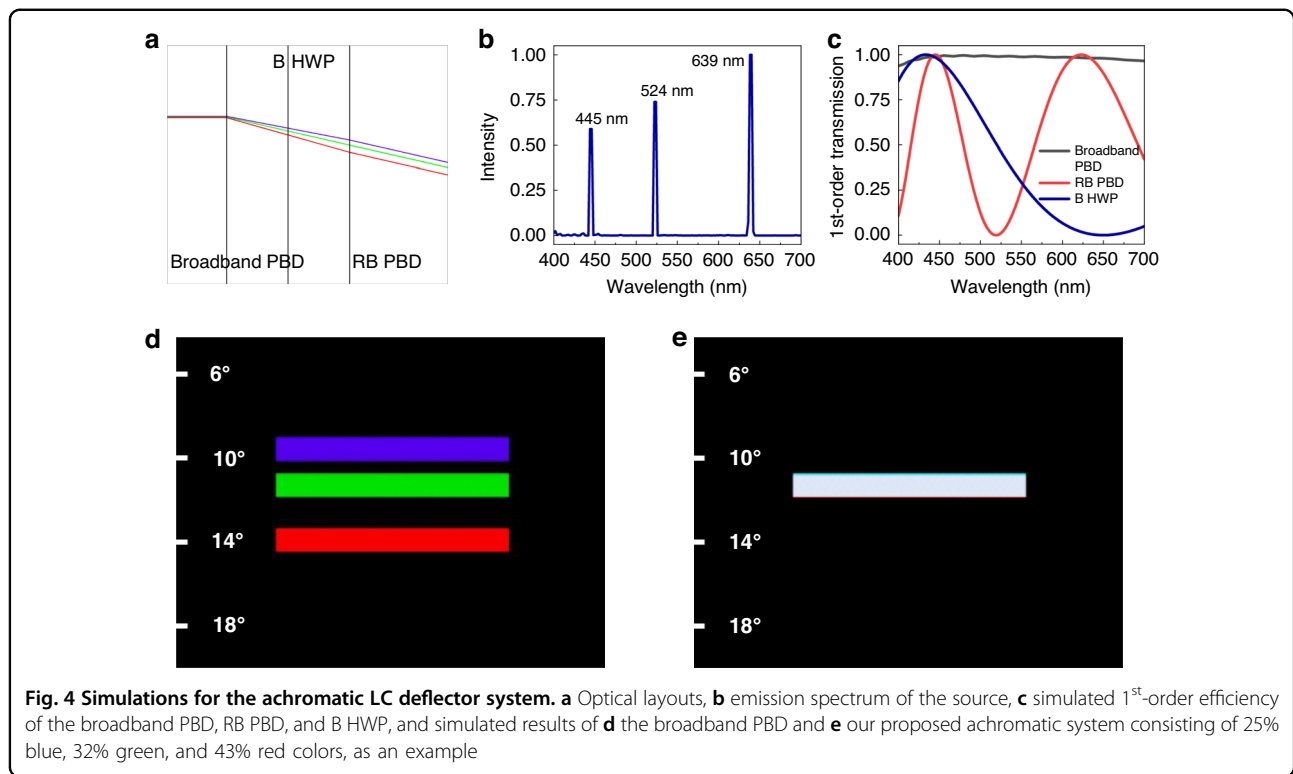 a
B HWP
Broadband PBD
RB PBD
b
Intensity
1.00
0.75
0.50
0.25
0.00
445 nm
524 nm
639 nm
400 450 500 550 600 650 700
Wavelength (nm)
c
1st-order transmission
1.00
0.75
0.50
0.25
0.00
Broadband
PBD
RB PBD
B HWP
400 450 500 550 600 650 700
Wavelength (nm)
d
6°
10°
14°
18°
e
6°
10°
14°
18°
Fig. 4 Simulations for the achromatic LC deflector system. a Optical layouts, b emission spectrum of the source, c simulated 1st-order efficiency
of the broadband PBD, RB PBD, and B HWP, and simulated results of d the broadband PBD and e our proposed achromatic system consisting of 25%
blue, 32% green, and 43% red colors, as an example